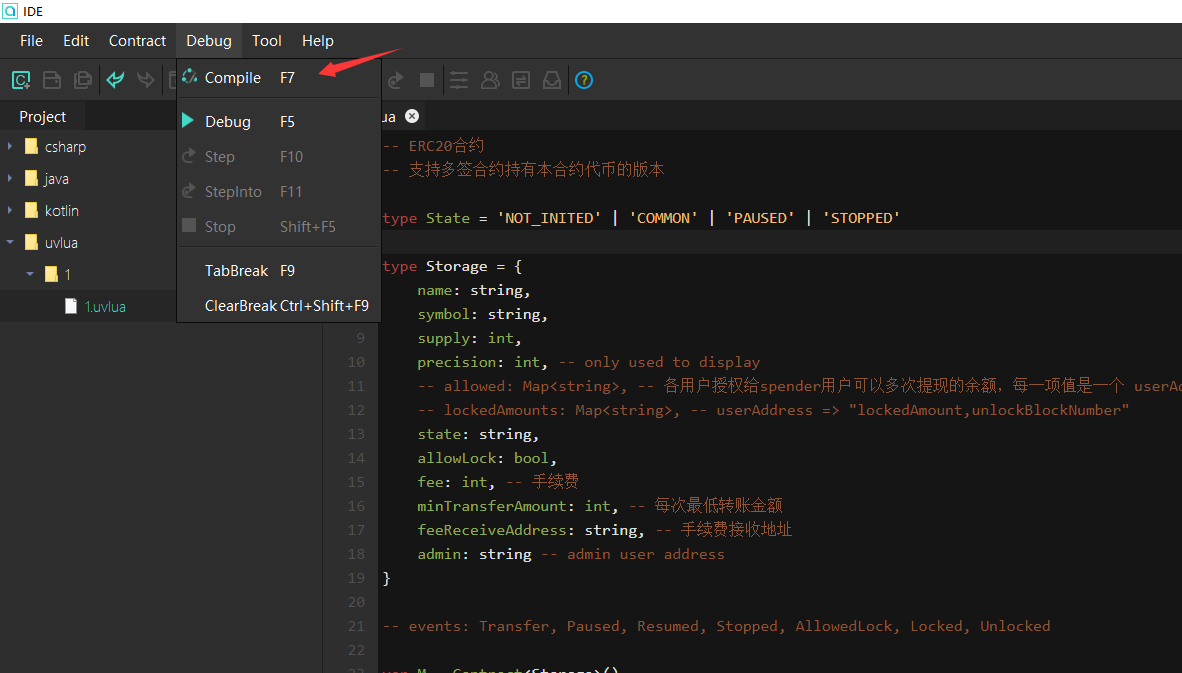 IDE
File Edit Contract Debug Tool Help
Compile F7
Debug F5
Step F10
StepInto F11
Stop Shift+F5
TabBreak F9
ClearBreak Ctrl+Shift+F9
Project
csharp
java
kotlin
uvlua
1
1.uvlua
ua
-- ERC20合约
-- 支持多签合约持有本合约代币的版本
type State = 'NOT_INITED' | 'COMMON' | 'PAUSED' | 'STOPPED'
type Storage = {
name: string,
symbol: string,
9 supply: int,
10 precision: int, -- only used to display
11 -- allowed: Map<string>, -- 各用户授权给spender用户可以多次提现的余额，每一项值是一个 userAd
12 -- lockedAmounts: Map<string>, -- userAddress => "lockedAmount,unlockBlockNumber"
13 state: string,
14 allowLock: bool,
15 fee: int, -- 手续费
16 minTransferAmount: int, -- 每次最低转账金额
17 feeReceiveAddress: string, -- 手续费接收地址
18 admin: string -- admin user address
19 }
20
21 -- events: Transfer, Paused, Resumed, Stopped, AllowedLock, Locked, Unlocked
22
23 var M = Contract<Storage>()